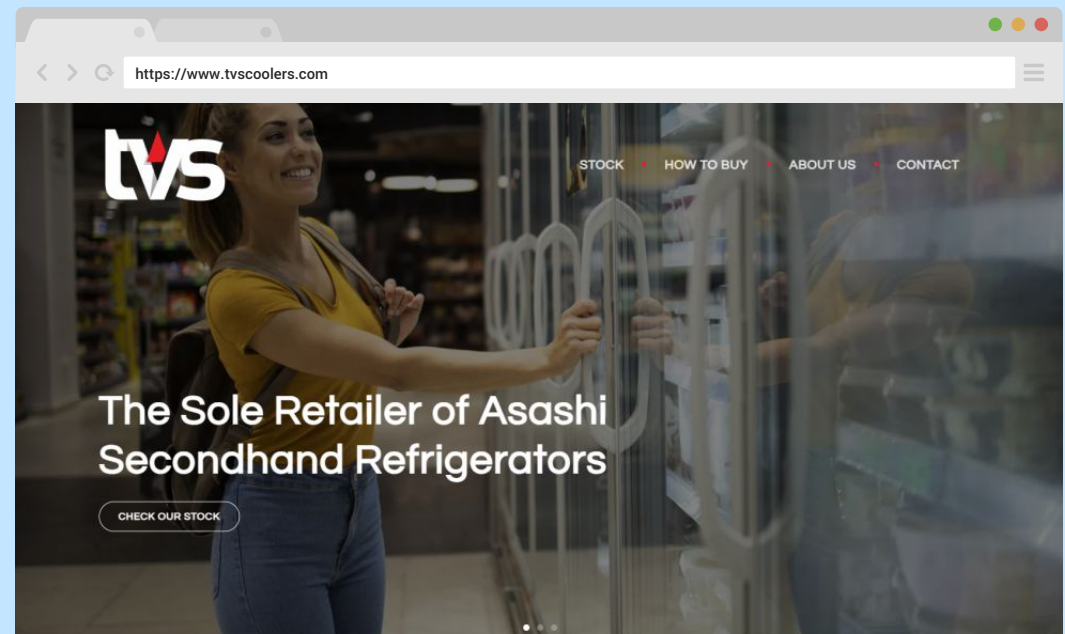 https://www.tvscoolers.com
tvs
STOCK HOW TO BUY ABOUT US CONTACT
The Sole Retailer of Asashi
Secondhand Refrigerators
CHECK OUR STOCK